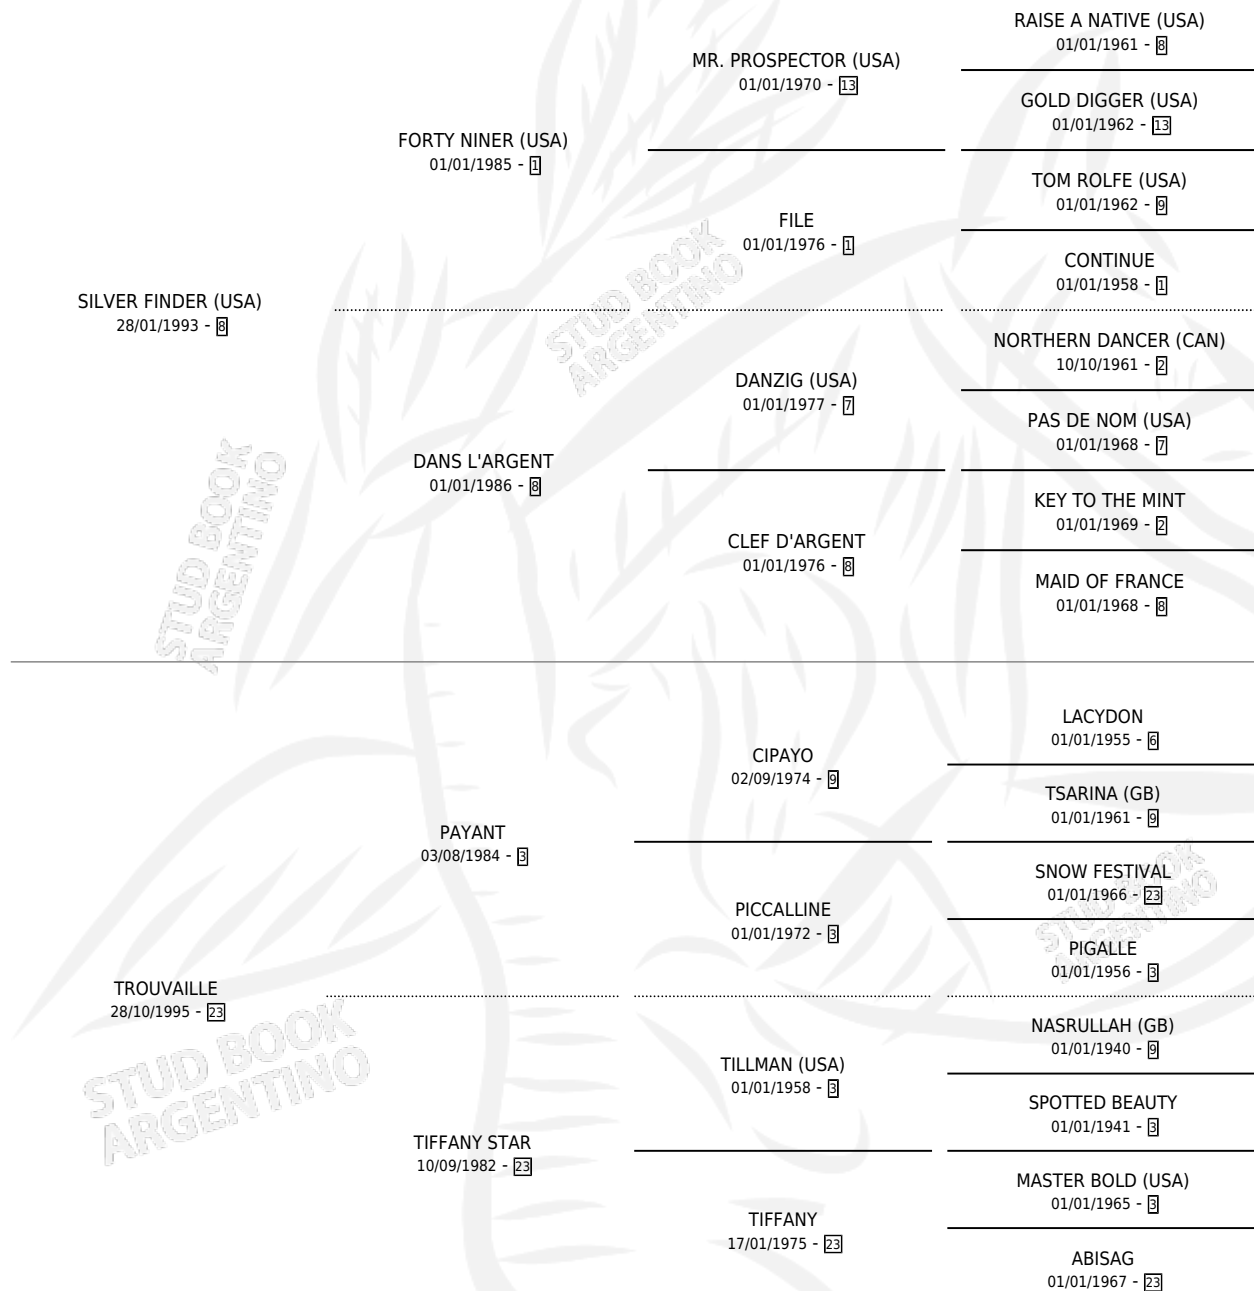 RAISE A NATIVE (USA)
01/01/1961 - 8
MR. PROSPECTOR (USA)
01/01/1970 - 13
GOLD DIGGER (USA)
01/01/1962 - 13
FORTY NINER (USA)
01/01/1985 - 1
TOM ROLFE (USA)
01/01/1962 - 9
FILE
01/01/1976 - 1
CONTINUE
01/01/1958 - 1
SILVER FINDER (USA)
28/01/1993 - 8
NORTHERN DANCER (CAN)
10/10/1961 - 2
DANZIG (USA)
01/01/1977 - 7
PAS DE NOM (USA)
01/01/1968 - 7
DANS L'ARGENT
01/01/1986 - 8
KEY TO THE MINT
01/01/1969 - 2
CLEF D'ARGENT
01/01/1976 - 8
MAID OF FRANCE
01/01/1968 - 8
LACYDON
01/01/1955 - 6
CIPAYO
02/09/1974 - 9
TSARINA (GB)
01/01/1961 - 9
PAYANT
03/08/1984 - 3
SNOW FESTIVAL
01/01/1966 - 23
PICCALLINE
01/01/1972 - 3
PIGALLE
01/01/1956 - 3
TROUVAILLE
28/10/1995 - 23
NASRULLAH (GB)
01/01/1940 - 9
TILLMAN (USA)
01/01/1958 - 3
SPOTTED BEAUTY
01/01/1941 - 3
TIFFANY STAR
10/09/1982 - 23
MASTER BOLD (USA)
01/01/1965 - 3
TIFFANY
17/01/1975 - 23
ABISAG
01/01/1967 - 23
STUD BOOK
ARGENTINO
STUD BOOK
ARGENTINO
STUD BOOK
ARGENTINO
STUD BOOK
ARGENTINO